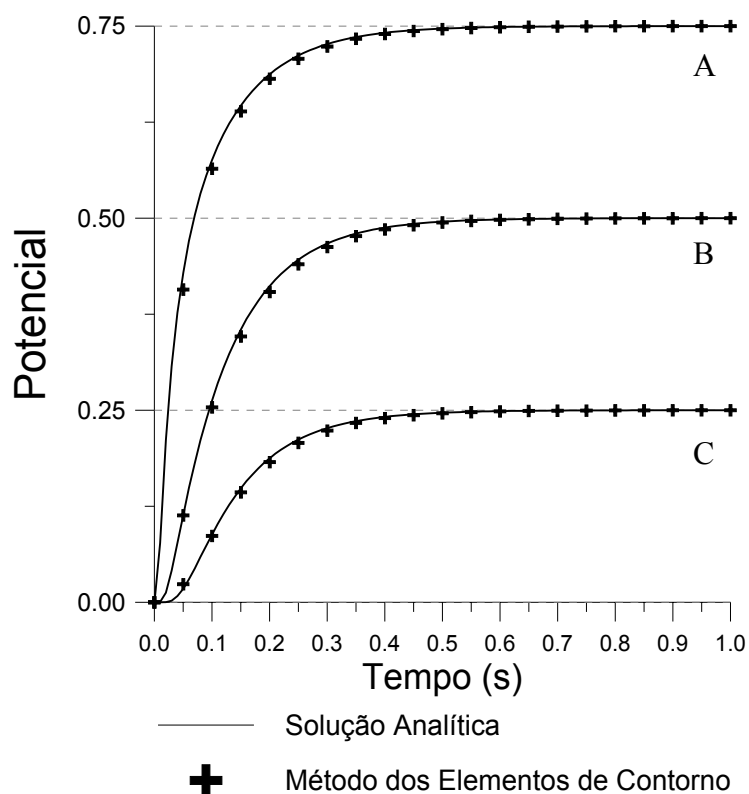 0.75
A
0.50
B
0.25
C
0.00
Potencial
0.0 0.1 0.2 0.3 0.4 0.5 0.6 0.7 0.8 0.9 1.0
Tempo (s)
Solução Analítica
Método dos Elementos de Contorno